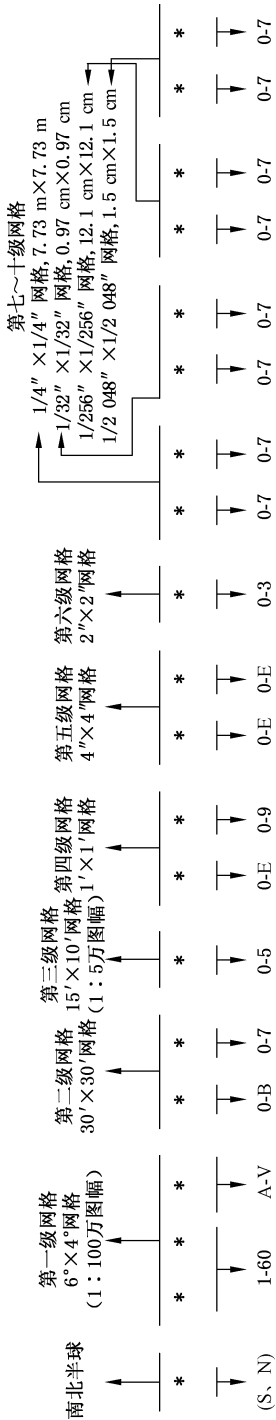 南北半球
第一级网格
6°×4°网格
(1∶100万图幅)
第二级网格
30′×30′网格
第三级网格
15′×10′网格
(1∶5万图幅)
第四级网格
1′×1′网格
第五级网格
4″×4″网格
第六级网格
2″×2″网格
第七～十级网格
1/4″×1/4″ 网格,7.73 m×7.73 m
1/32″ ×1/32″ 网格,0.97 cm×0.97 cm
1/256″ ×1/256″ 网格,12.1 cm×12.1 cm
1/2 048″ ×1/2 048″ 网格,1.5 cm×1.5 cm
* * * * * * * * * * * * * * * * * * * *
(S、N) 1-60 A-V 0-B 0-7 0-5 0-E 0-9 0-E 0-E 0-3 0-7 0-7 0-7 0-7 0-7 0-7 0-7 0-7